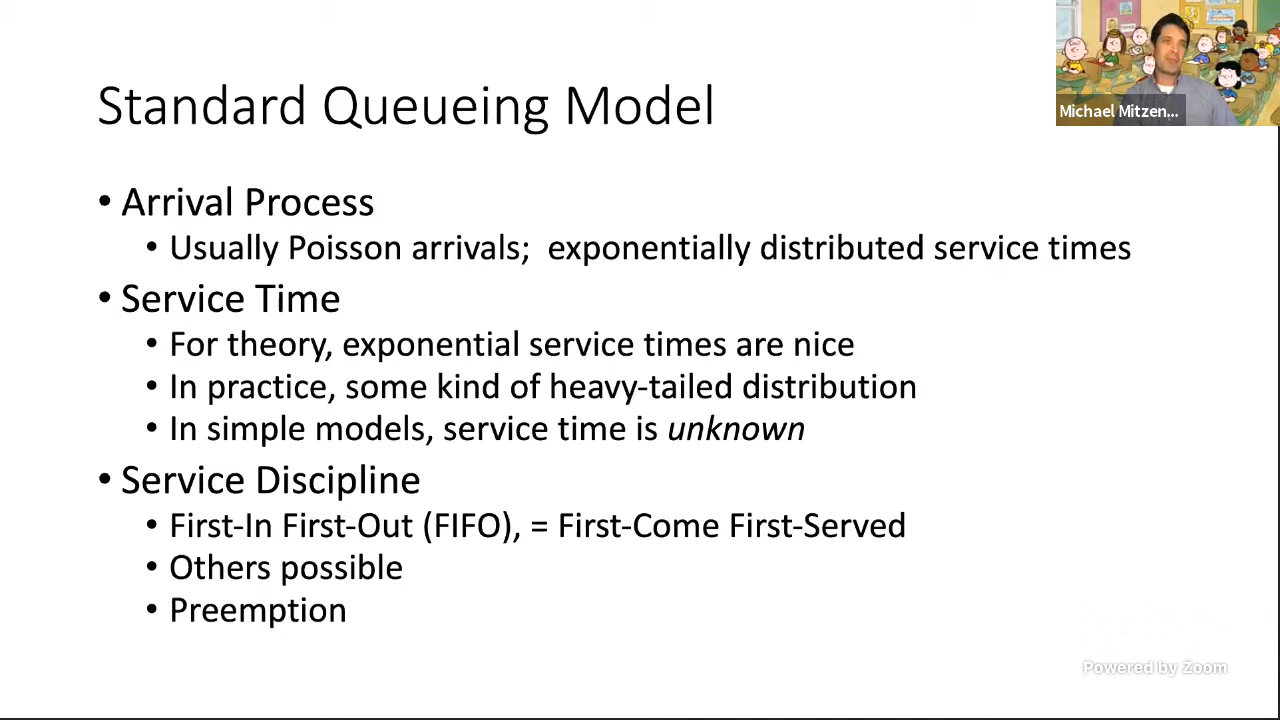 Standard Queueing Model
Michael Mitzen...
• Arrival Process
• Usually Poisson arrivals;  exponentially distributed service times
• Service Time
• For theory, exponential service times are nice
• In practice, some kind of heavy-tailed distribution
• In simple models, service time is unknown
• Service Discipline
• First-In First-Out (FIFO), = First-Come First-Served
• Others possible
• Preemption
Powered by Zoom